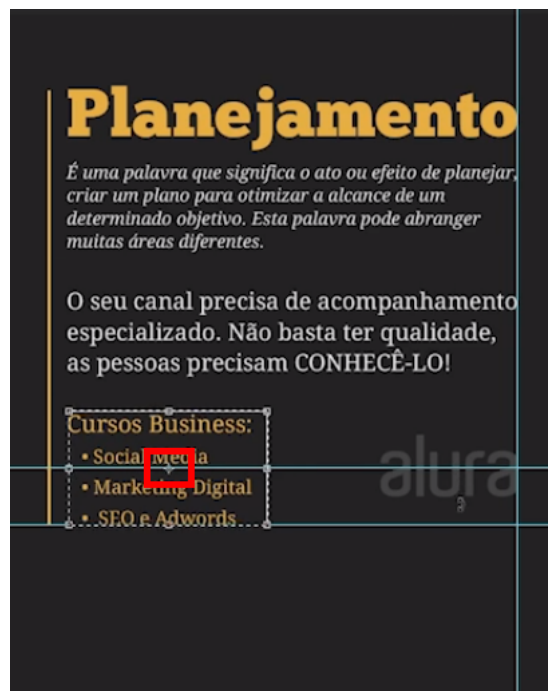 Planejamento
É uma palavra que significa o ato ou efeito de planejar,
criar um plano para otimizar a alcance de um
determinado objetivo. Esta palavra pode abranger
muitas áreas diferentes.
O seu canal precisa de acompanhamento
especializado. Não basta ter qualidade,
as pessoas precisam CONHECÊ-LO!
Cursos Business:
• Social Media
• Marketing Digital
• SEO e Adwords
alura